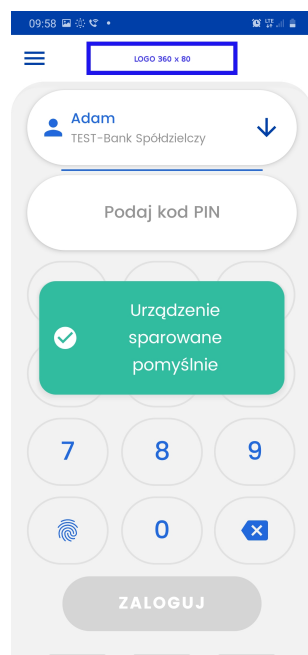 09:58
LTE
LOGO 360 x 80
Adam
TEST-Bank Spółdzielczy
Podaj kod PIN
Urządzenie
sparowane
pomyślnie
7 8 9
0
ZALOGUJ